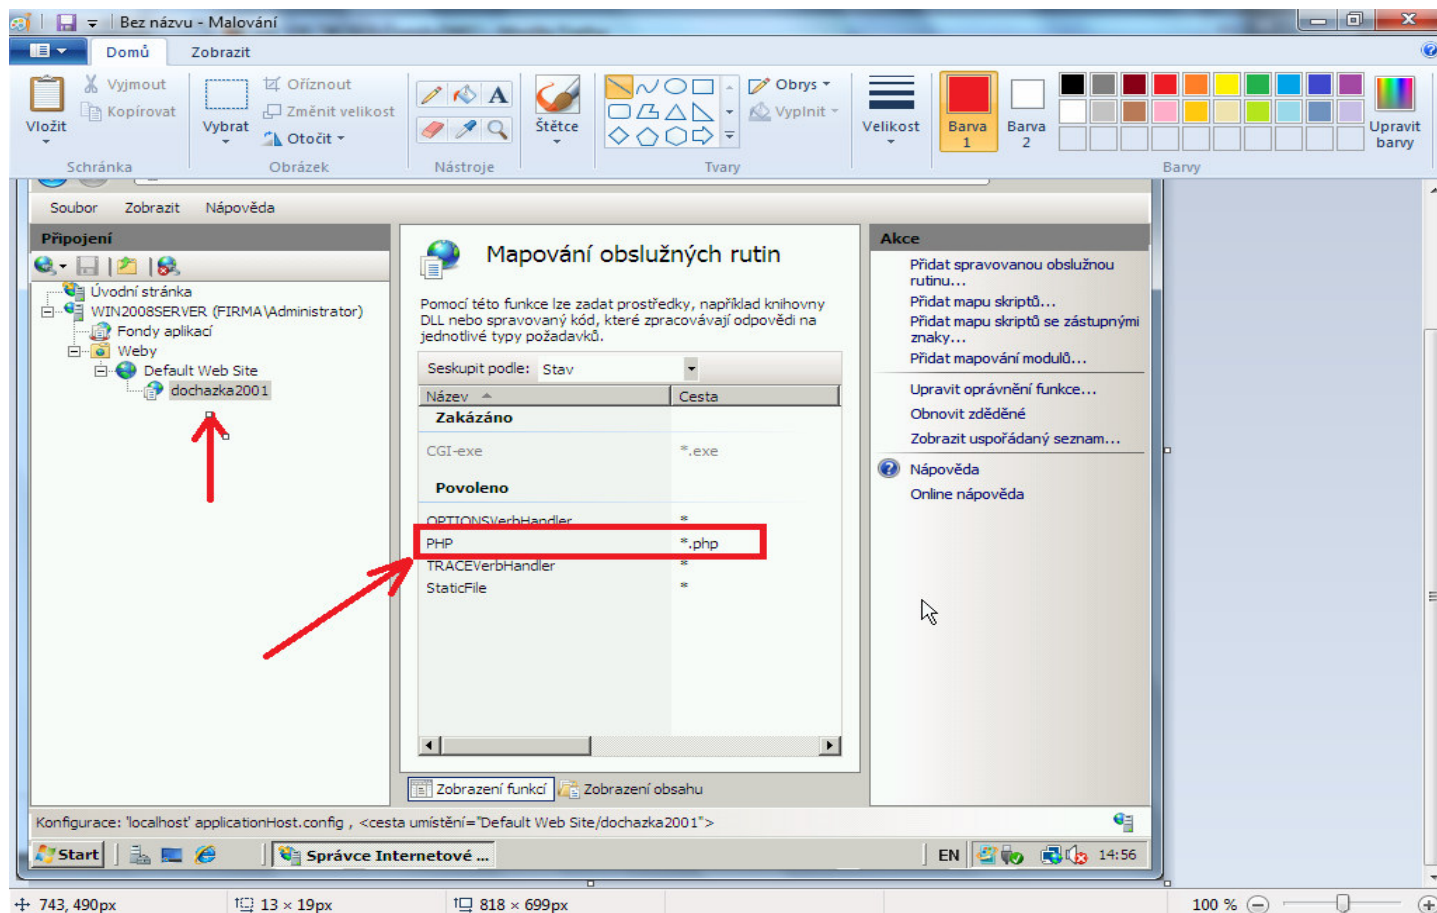 Bez názvu - Malování
Domů
Zobrazit
Vložit
Vyjmout
Kopírovat
Schránka
Vybrat
Oříznout
Změnit velikost
Otočit
Obrázek
A
Nástroje
Štětce
Obrys
Vyplnit
Tvary
Velikost
Barva 1
Barva 2
Upravit barvy
Barvy
Soubor Zobrazit Nápověda
Připojení
Úvodní stránka
WIN2008SERVER (FIRMA\Administrator)
Fondy aplikací
Weby
Default Web Site
dochazka2001
Mapování obslužných rutin
Pomocí této funkce lze zadat prostředky, například knihovny
DLL nebo spravovaný kód, které zpracovávají odpovědi na
jednotlivé typy požadavků.
Seskupit podle: Stav
Název Cesta
Zakázáno
CGI-exe *.exe
Povoleno
OPTIONSVerbHandler *
PHP *.php
TRACEVerbHandler *
StaticFile *
Zobrazení funkcí Zobrazení obsahu
Akce
Přidat spravovanou obslužnou
rutinu...
Přidat mapu skriptů...
Přidat mapu skriptů se zástupnými
znaky...
Přidat mapování modulů...
Upravit oprávnění funkce...
Obnovit zděděné
Zobrazit uspořádaný seznam...
Nápověda
Online nápověda
Konfigurace: 'localhost' applicationHost.config , <cesta umístění="Default Web Site/dochazka2001">
Start
Správce Internetové ...
EN
14:56
743, 490px
13 × 19px
818 × 699px
100 %